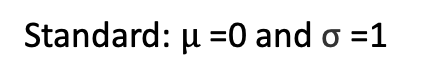 Standard: μ =0 and σ =1